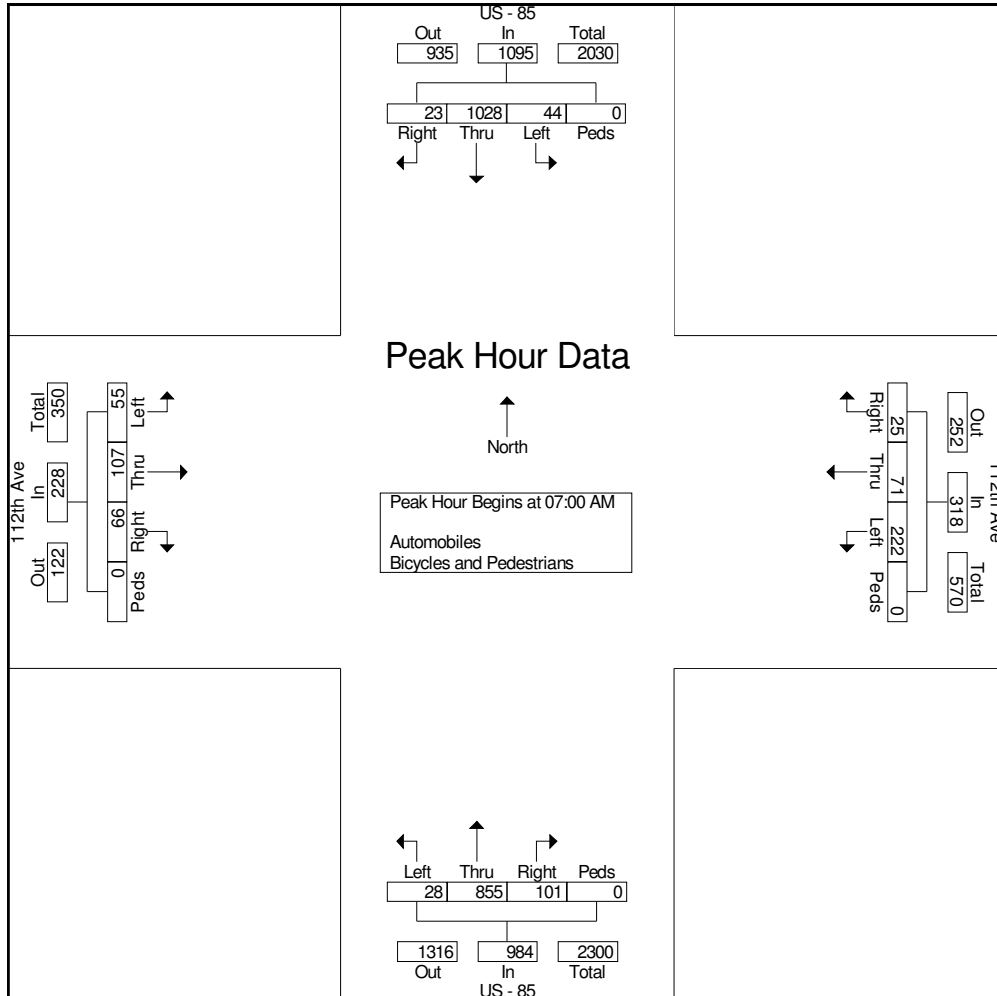 US - 85
Out In Total
935 1095 2030
23 1028 44 0
Right Thru Left Peds
Peak Hour Data
North
Peak Hour Begins at 07:00 AM
Automobiles
Bicycles and Pedestrians
112th Ave
Out In Total
122 228 350
Left Thru Right Peds
55 107 66 0
112th Ave
Out In Total
252 318 570
Right Thru Left Peds
25 71 222 0
Left Thru Right Peds
28 855 101 0
1316 984 2300
Out In Total
US - 85